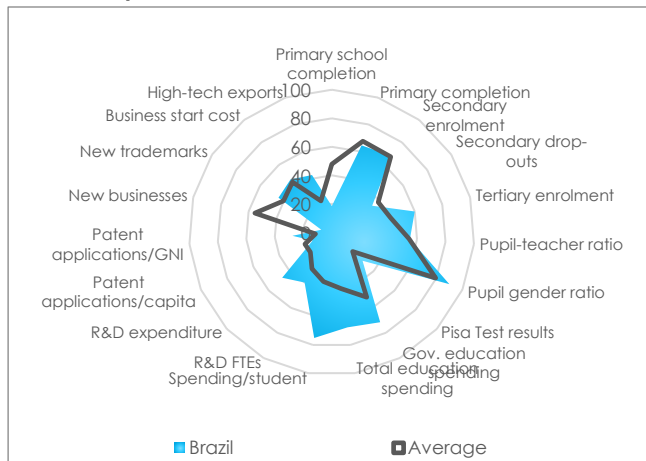 Primary school
completion
Primary completion
Secondary
enrolment
Secondary drop-
outs
Tertiary enrolment
Pupil-teacher ratio
Pupil gender ratio
Pisa Test results
Gov. education
spending
Total education
spending
Spending/student
R&D FTEs
R&D expenditure
Patent
applications/capita
Patent
applications/GNI
New businesses
New trademarks
Business start cost
High-tech exports
100
80
60
40
20
0
Brazil
Average